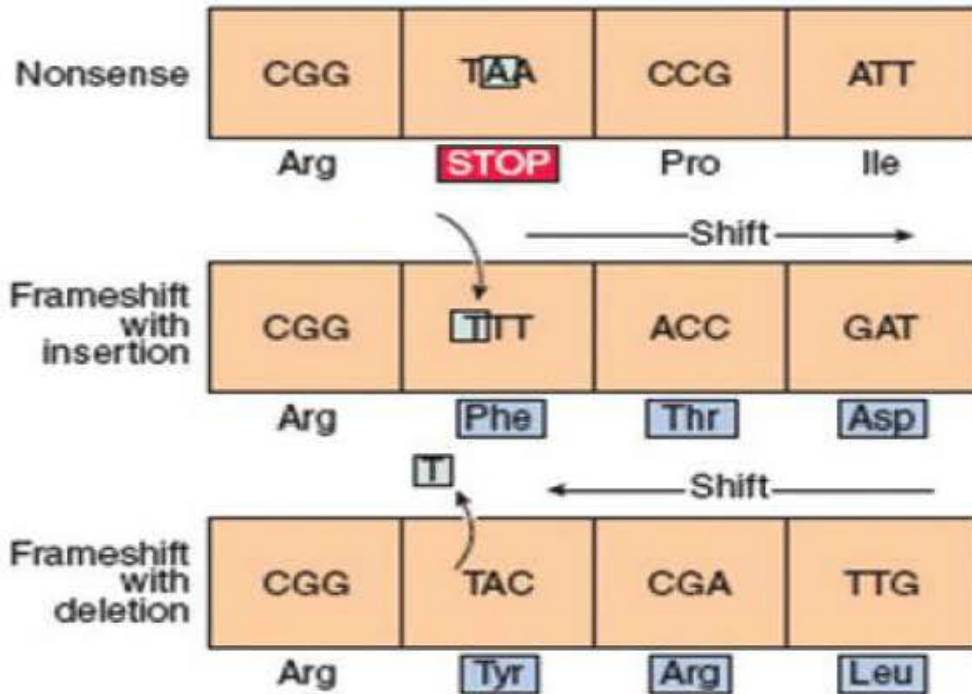 Nonsense CGG TAA CCG ATT
Arg STOP Pro Ile
Shift
Frameshift
with
insertion
CGG TTT ACC GAT
Arg Phe Thr Asp
T
Shift
Frameshift
with
deletion
CGG TAC CGA TTG
Arg Tyr Arg Leu